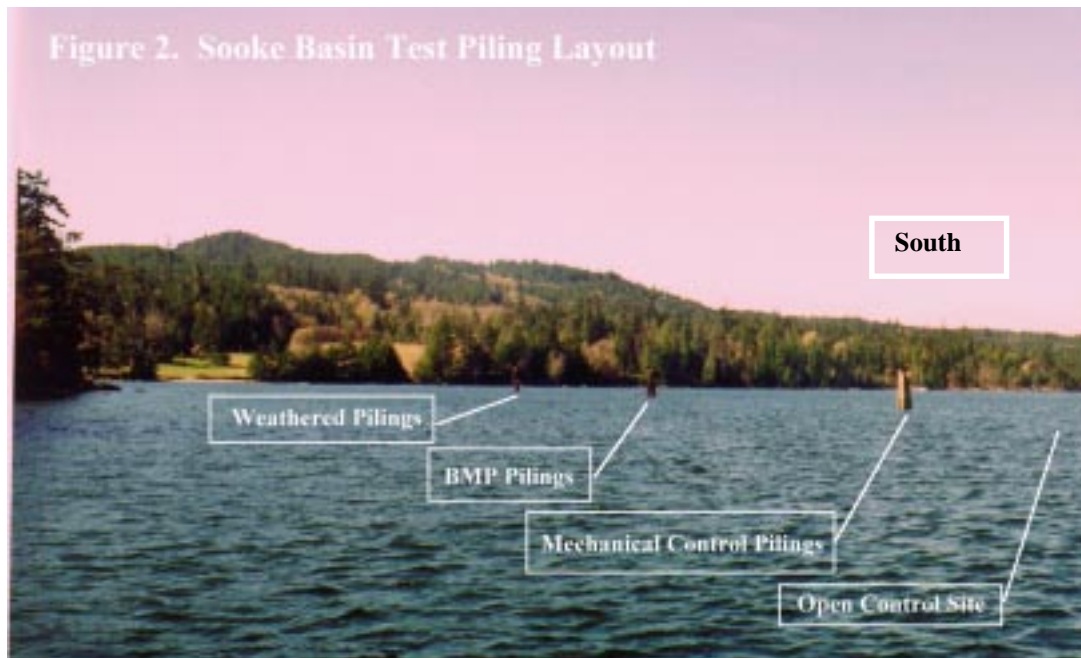 Figure 2. Sooke Basin Test Piling Layout
South
Weathered Pilings
BMP Pilings
Mechanical Control Pilings
Open Control Site